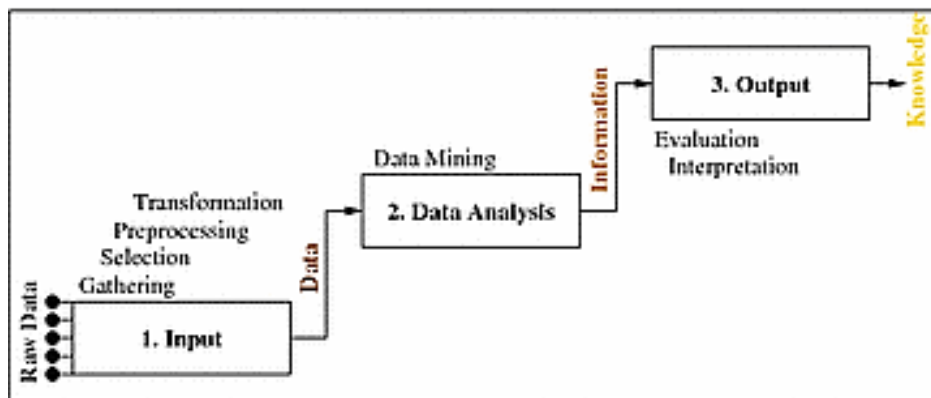 Knowledge
3. Output
Information
Evaluation
Interpretation
Data Mining
2. Data Analysis
Transformation
Preprocessing
Selection
Gathering
Data
Raw Data
1. Input